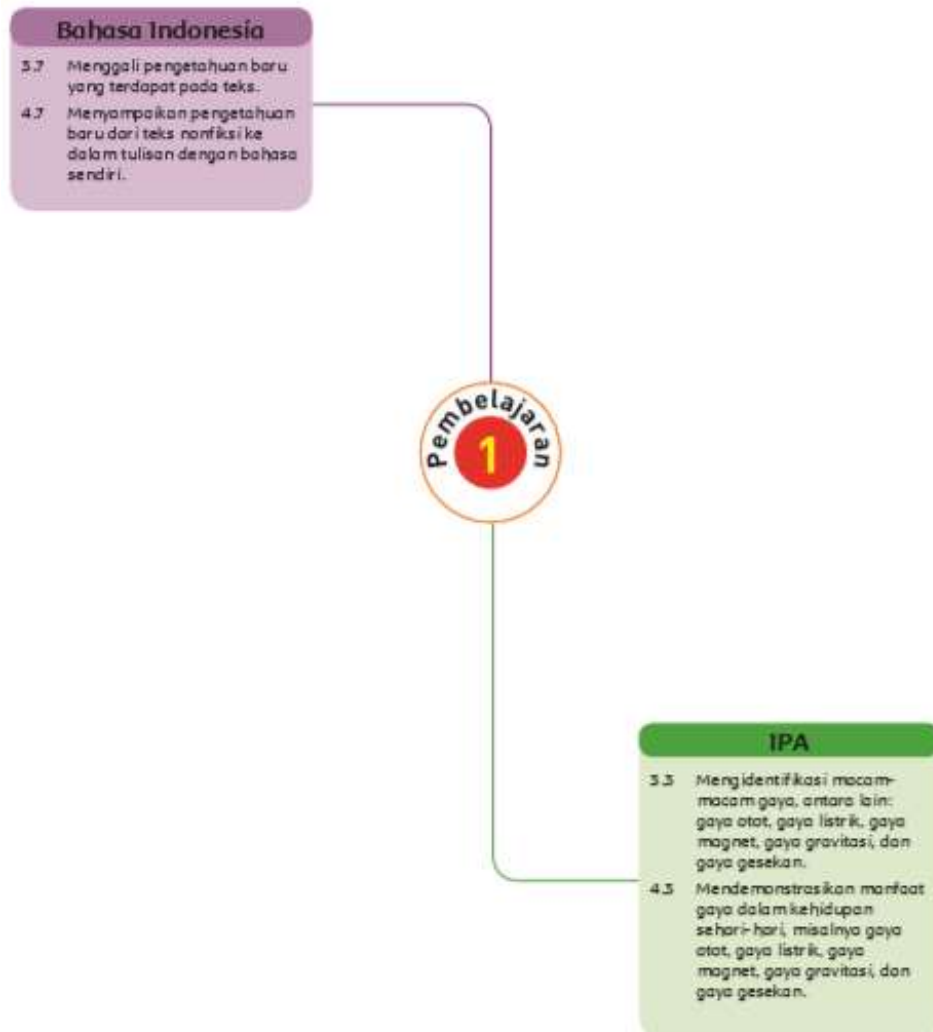 Bahasa Indonesia
3.7 Menggali pengetahuan baru
yang terdapat pada teks.
4.7 Menyampaikan pengetahuan
baru dari teks nonfiksi ke
dalam tulisan dengan bahasa
sendiri.
Pembelajaran
1
IPA
3.3 Mengidentifikasi macam-
macam gaya, antara lain:
gaya otot, gaya listrik, gaya
magnet, gaya gravitasi, dan
gaya gesekan.
4.3 Mendemonstrasikan manfaat
gaya dalam kehidupan
sehari-hari, misalnya gaya
otot, gaya listrik, gaya
magnet, gaya gravitasi, dan
gaya gesekan.